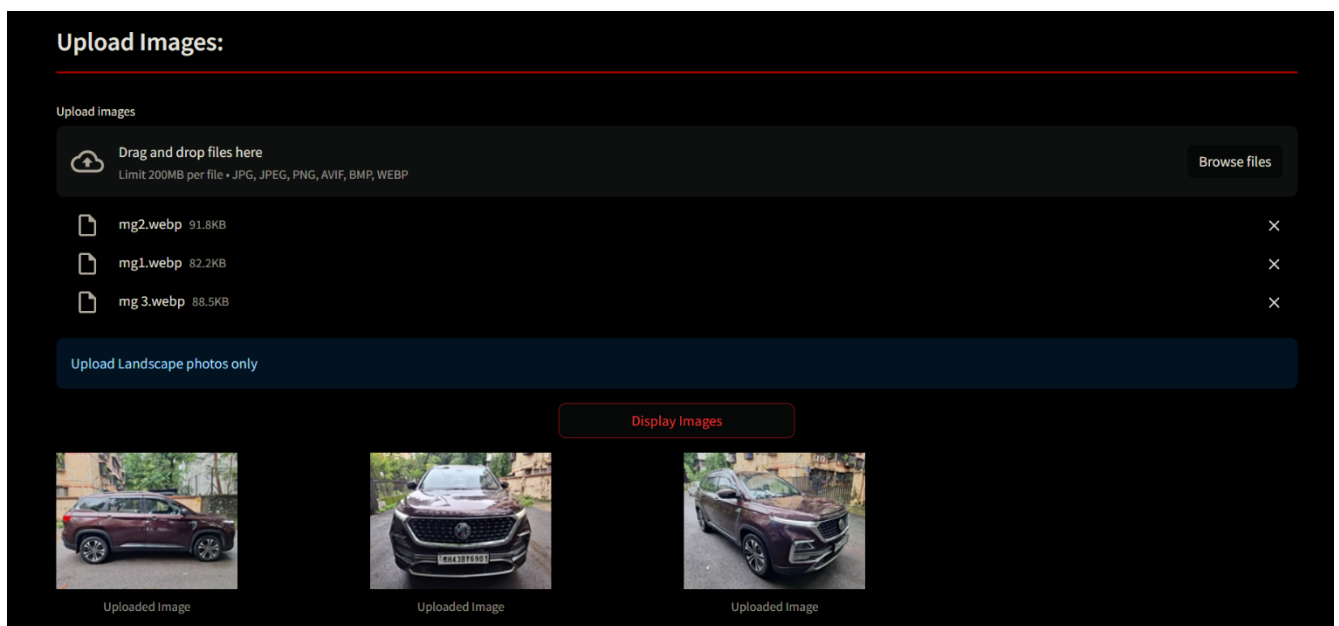 Upload Images:
Upload images
Drag and drop files here
Limit 200MB per file • JPG, JPEG, PNG, AVIF, BMP, WEBP
Browse files
mg2.webp 91.8KB
mg1.webp 82.2KB
mg 3.webp 88.5KB
Upload Landscape photos only
Display Images
MH43BY6901
Uploaded Image
Uploaded Image
Uploaded Image